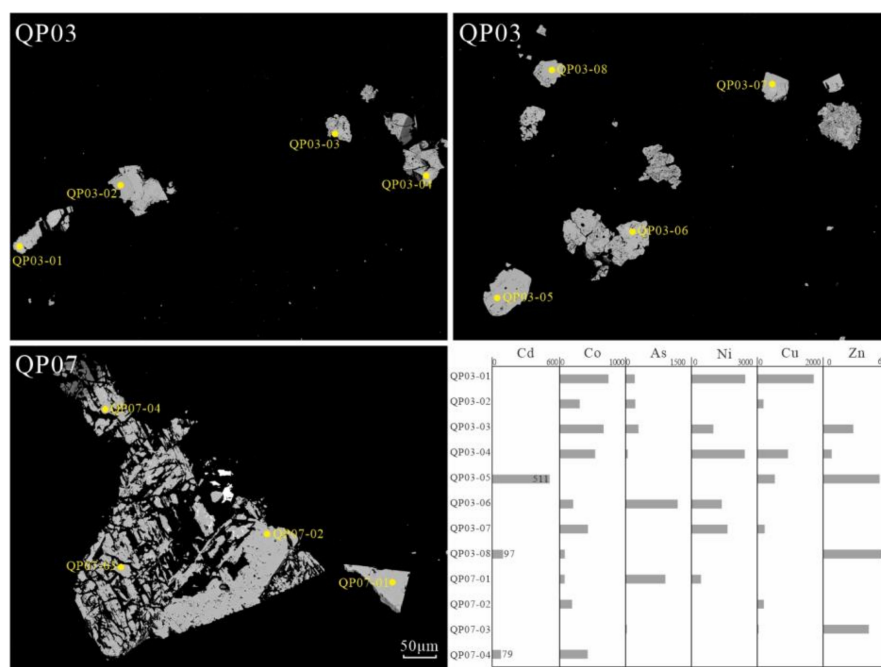 QP03
QP03-03
QP03-02
QP03-04
QP03-01
QP03
QP03-08
QP03-07
QP03-06
QP03-05
QP07
QP07-04
QP07-02
QP07-03
QP07-01
50μm
Cd Co As Ni Cu Zn
0 600 0 1000 0 1500 0 3000 0 2000 0
QP03-01
QP03-02
QP03-03
QP03-04
QP03-05 511
QP03-06
QP03-07
QP03-08 97
QP07-01
QP07-02
QP07-03
QP07-04 79